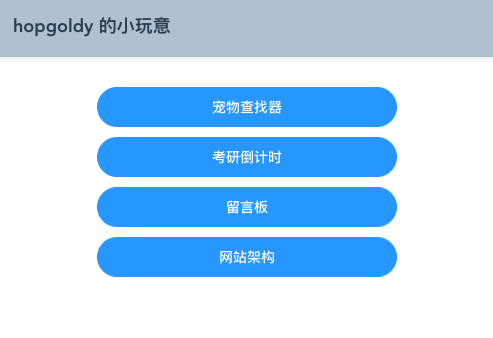 hopgoldy 的小玩意
宠物查找器
考研倒计时
留言板
网站架构